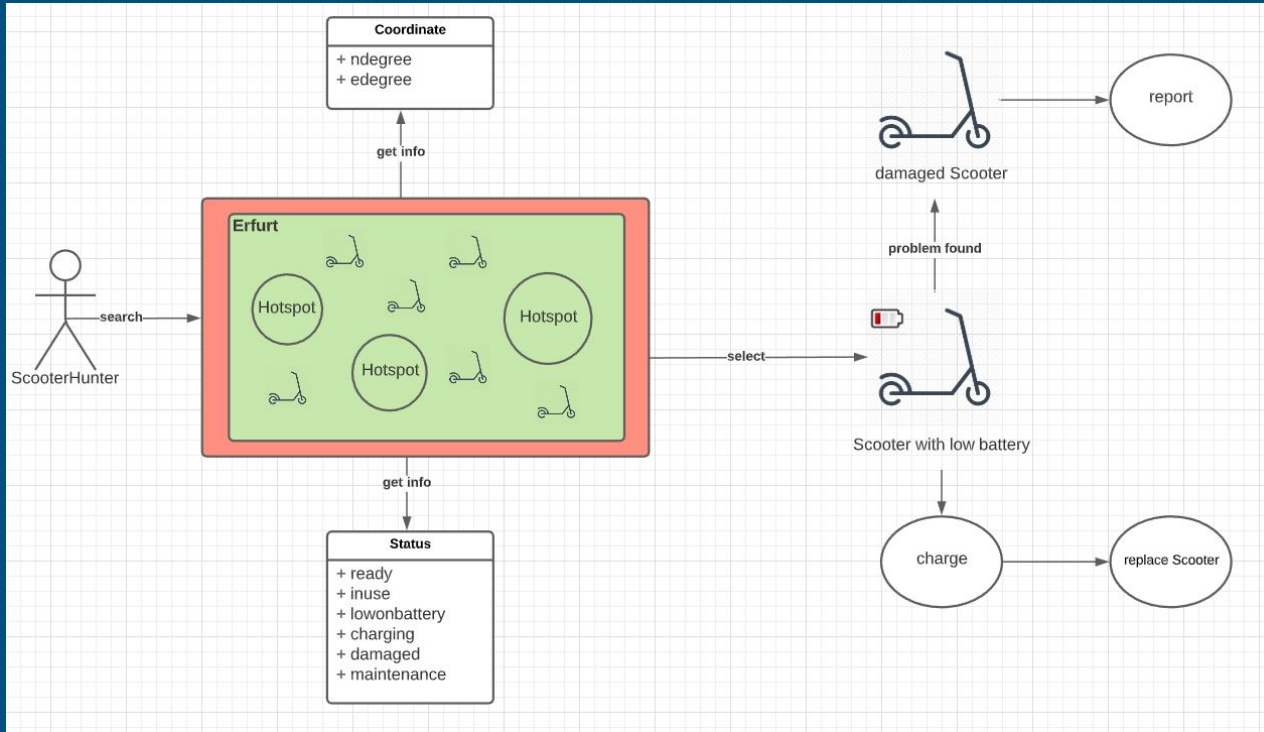 Coordinate
+ ndegree
+ edegree
get info
Erfurt
Hotspot
Hotspot
Hotspot
search
ScooterHunter
get info
Status
+ ready
+ inuse
+ lowonbattery
+ charging
+ damaged
+ maintenance
select
report
damaged Scooter
problem found
Scooter with low battery
charge
replace Scooter